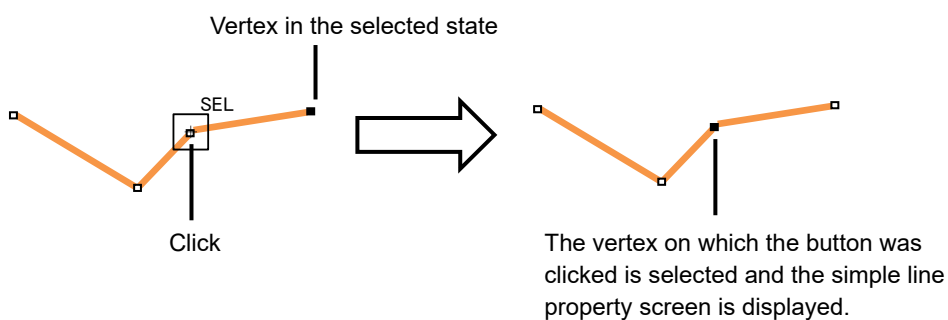 Vertex in the selected state
SEL
Click
The vertex on which the button was
clicked is selected and the simple line
property screen is displayed.